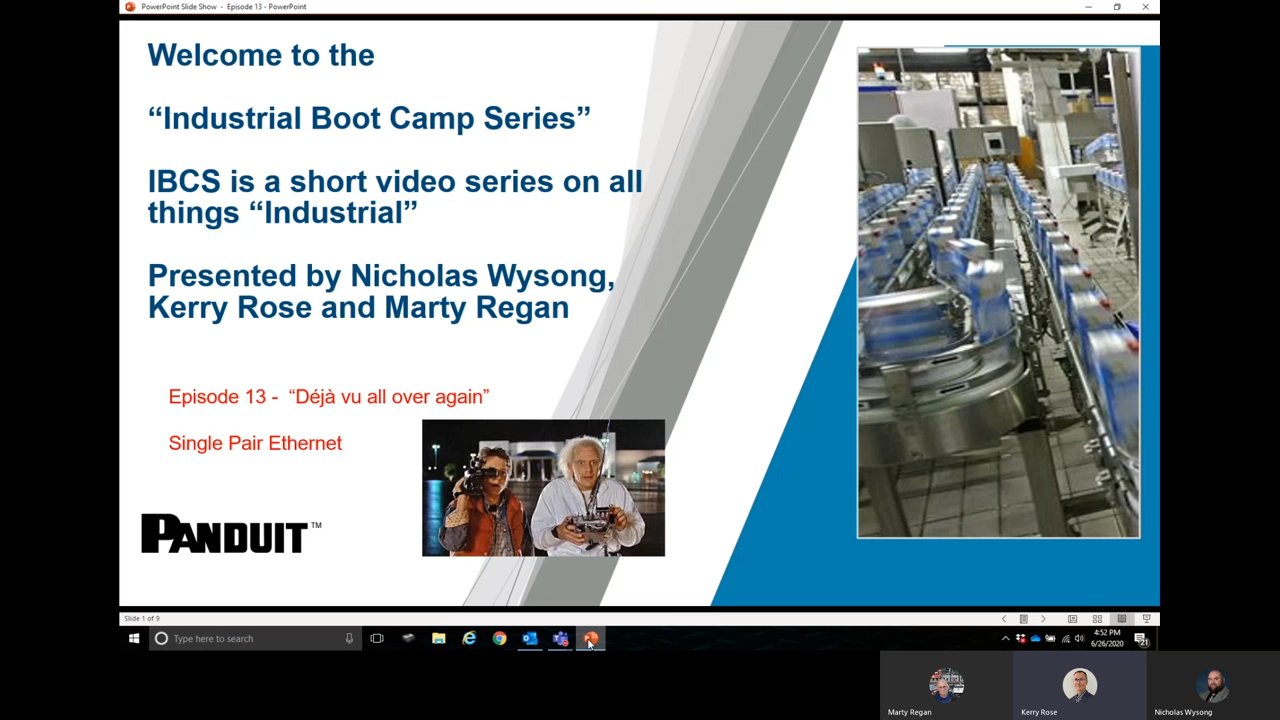 PowerPoint Slide Show - Episode 13 - PowerPoint
Welcome to the
“Industrial Boot Camp Series”
IBCS is a short video series on all
things “Industrial”
Presented by Nicholas Wysong,
Kerry Rose and Marty Regan
Episode 13 - “Déjà vu all over again”
Single Pair Ethernet
PANDUIT™
Slide 1 of 9
Type here to search
4:52 PM
6/26/2020
21
Marty Regan
Kerry Rose
Nicholas Wysong